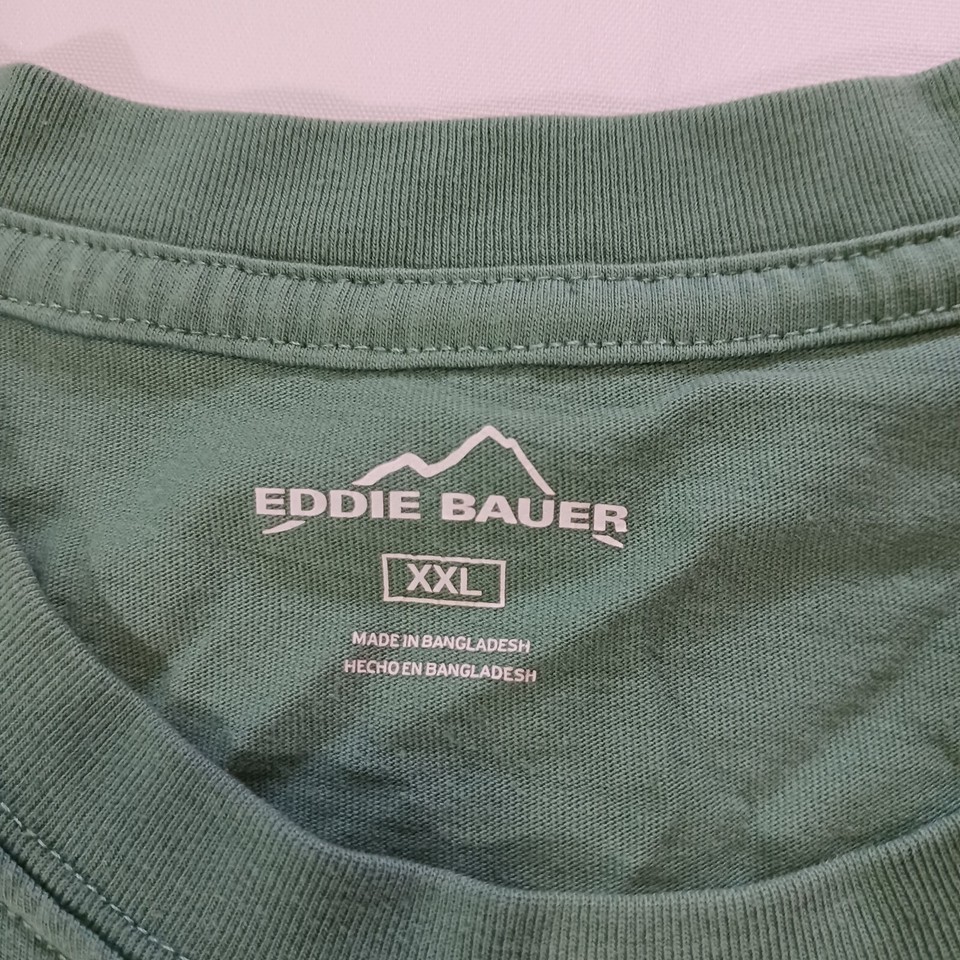 EDDIE BAUER
XXL
MADE IN BANGLADESH
HECHO EN BANGLADESH